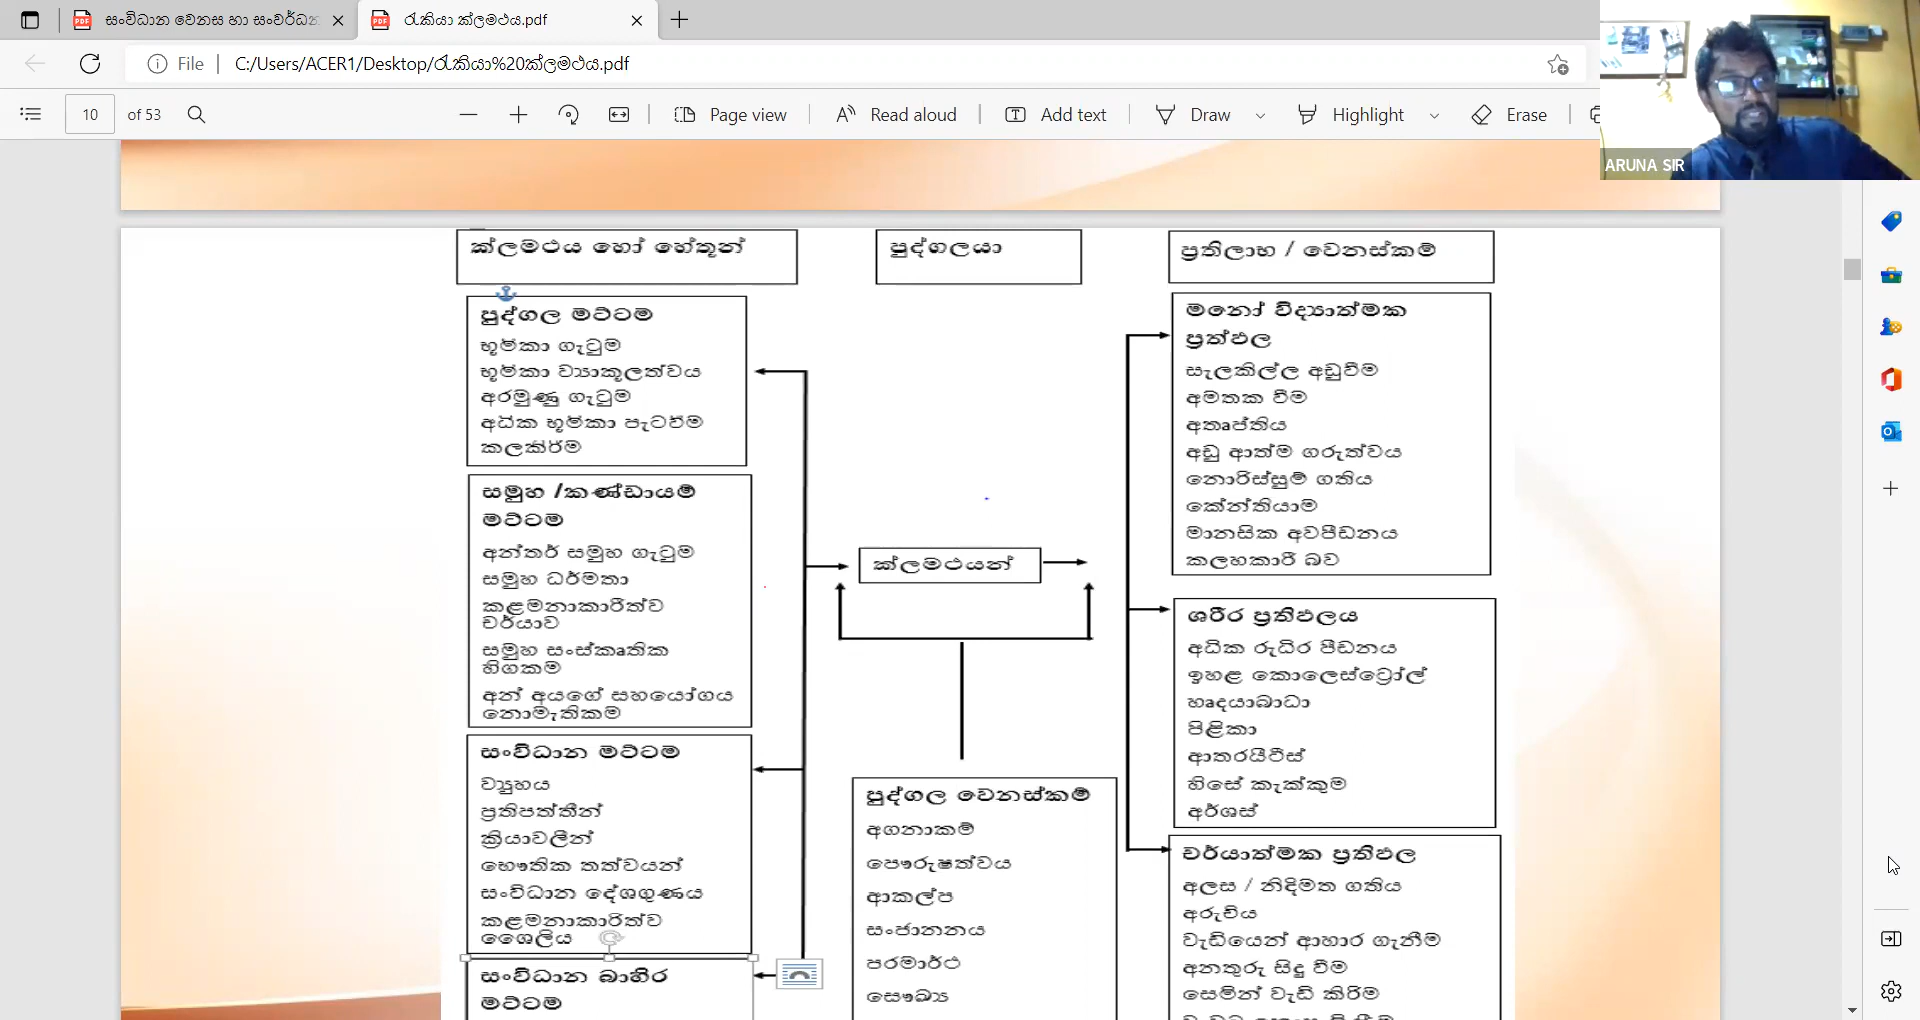 සංවිධාන වෙනස හා සංවර්ධන
රැකියා ක්ලමථය.pdf
File
C:/Users/ACER1/Desktop/රැකියා%20ක්ලමථය.pdf
10 of 53
Page view
Read aloud
Add text
Draw
Highlight
Erase
ARUNA SIR
ක්ලමථය හෝ හේතූන්
පුද්ගලයා
ප්‍රතිලාභ / වෙනස්කම්
පුද්ගල මට්ටම
භූමිකා ගැටුම
භූමිකා ව්‍යාකූලත්වය
අරමුණු ගැටුම
අධික භූමිකා පැටවීම
කලකිරීම
සමූහ /කණ්ඩායම්
මට්ටම
අන්තර් සමූහ ගැටුම
සමූහ ධර්මතා
කළමනාකාරීත්ව
චර්යාව
සමූහ සංස්කෘතික
හිගකම
අන් අයගේ සහයෝගය
නොමැතිකම
සංවිධාන මට්ටම
ව්‍යුහය
ප්‍රතිපත්තීන්
ක්‍රියාවලීන්
භෞතික තත්වයන්
සංවිධාන දේශගුණය
කළමනාකාරිත්ව
ශෛලිය
සංවිධාන බාහිර
මට්ටම
ක්ලමථයන්
පුද්ගල වෙනස්කම්
අගනාකම්
පෞරුෂත්වය
ආකල්ප
සංජානනය
පරමාර්ථ
සෞඛ්‍ය
මනෝ විද්‍යාත්මක
ප්‍රත්ඵල
සැලකිල්ල අඩුවීම
අමතක වීම
අතෘප්තිය
අඩු ආත්ම ගරුත්වය
නොරිස්සුම් ගතිය
කේන්තියාම
මානසික අවපීඩනය
කලහකාරී බව
ශරීර ප්‍රතිඵලය
අධික රුධිර පීඩනය
ඉහළ කොලෙස්ට්‍රෝල්
හෘදයාබාධා
පිළිකා
ආතරයිටීස්
හිසේ කැක්කුම
අර්ශස්
චර්යාත්මක ප්‍රතිඵල
අලස / නිදිමත ගතිය
අරුචිය
වැඩියෙන් ආහාර ගැනීම
අනතුරු සිදු වීම
සෙමින් වැඩ කිරීම